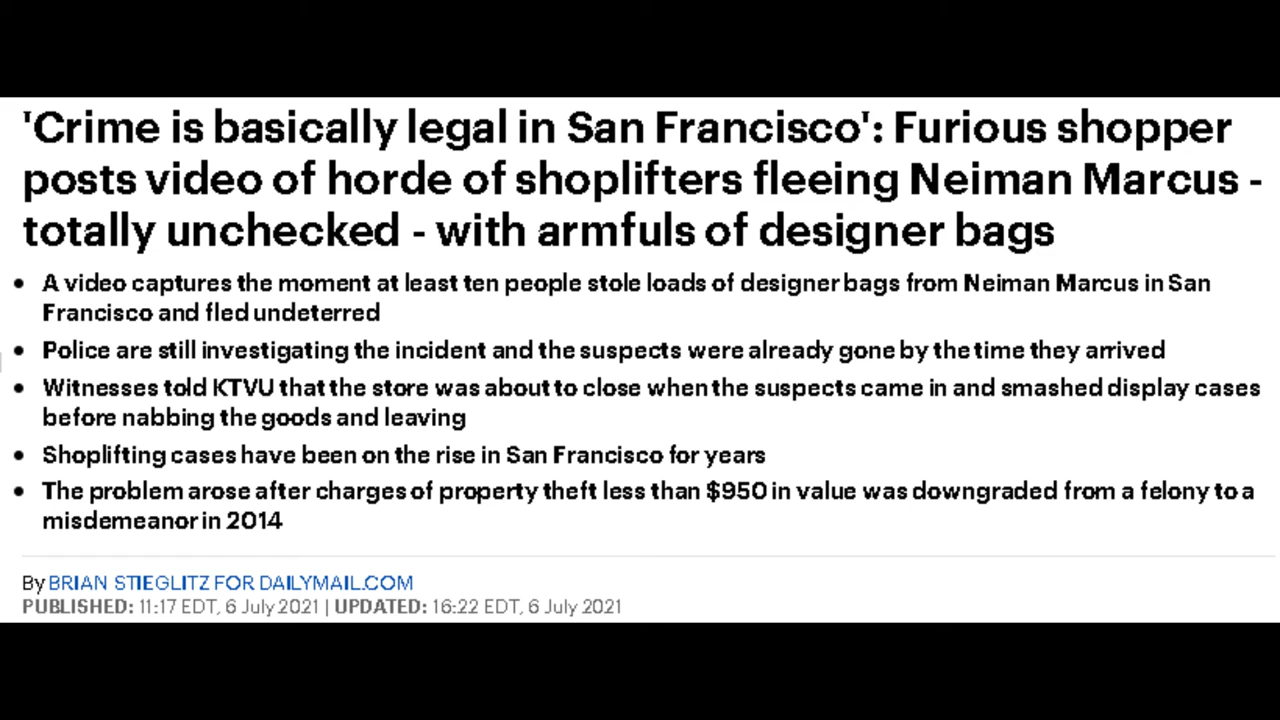 'Crime is basically legal in San Francisco': Furious shopper
posts video of horde of shoplifters fleeing Neiman Marcus -
totally unchecked - with armfuls of designer bags
• A video captures the moment at least ten people stole loads of designer bags from Neiman Marcus in San
Francisco and fled undeterred
• Police are still investigating the incident and the suspects were already gone by the time they arrived
• Witnesses told KTVU that the store was about to close when the suspects came in and smashed display cases
before nabbing the goods and leaving
• Shoplifting cases have been on the rise in San Francisco for years
• The problem arose after charges of property theft less than $950 in value was downgraded from a felony to a
misdemeanor in 2014
By BRIAN STIEGLITZ FOR DAILYMAIL.COM
PUBLISHED: 11:17 EDT, 6 July 2021 | UPDATED: 16:22 EDT, 6 July 2021